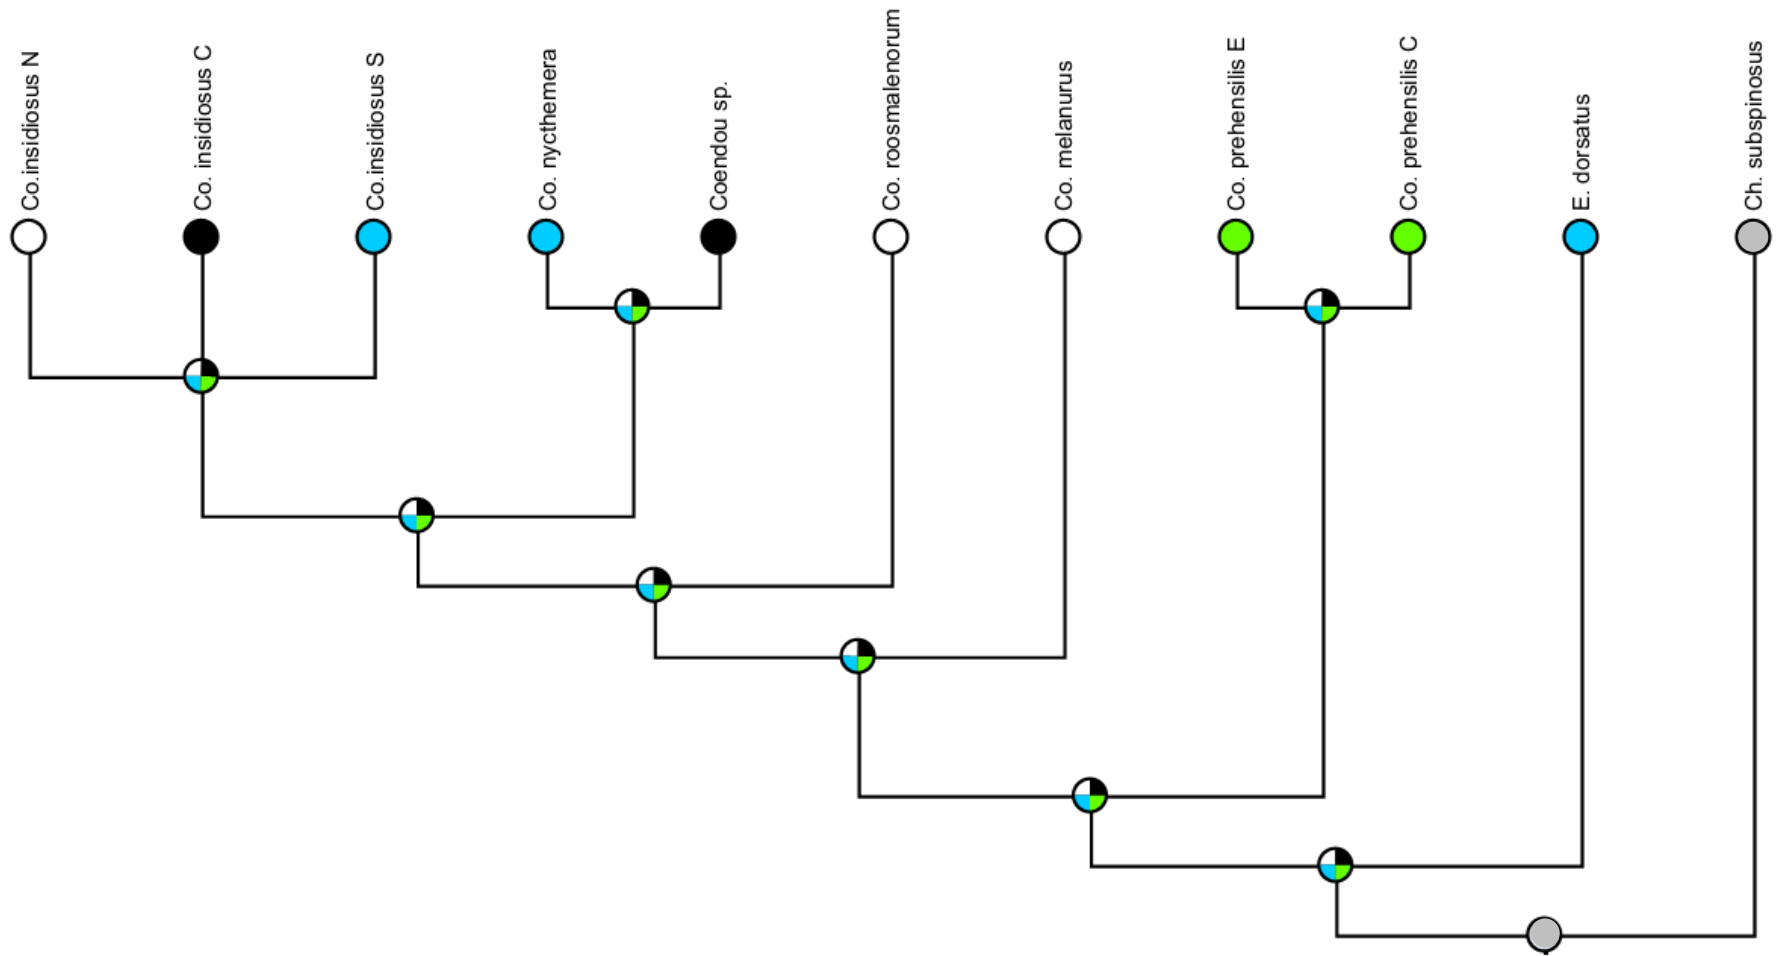 Co.insidiosus N
Co. insidiosus C
Co.insidiosus S
Co. nycthemera
Coendou sp.
Co. roosmalenorum
Co. melanurus
Co. prehensilis E
Co. prehensilis C
E. dorsatus
Ch. subspinosus